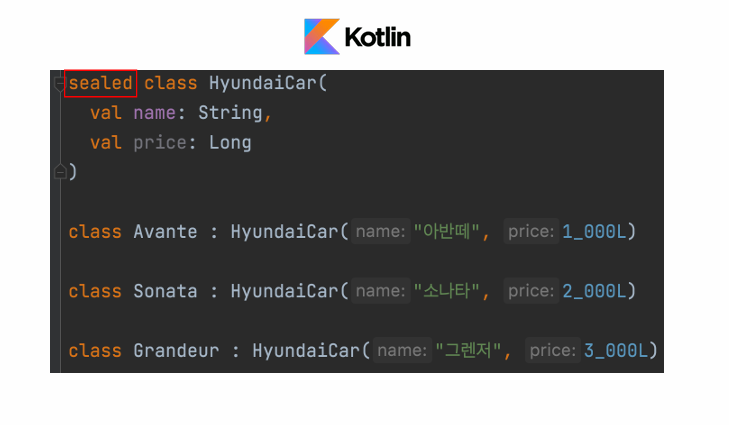 Kotlin
sealed class HyundaiCar(
val name: String,
val price: Long
)
class Avante : HyundaiCar(name: "아반떼", price: 1_000L)
class Sonata : HyundaiCar(name: "소나타", price: 2_000L)
class Grandeur : HyundaiCar(name: "그렌저", price: 3_000L)